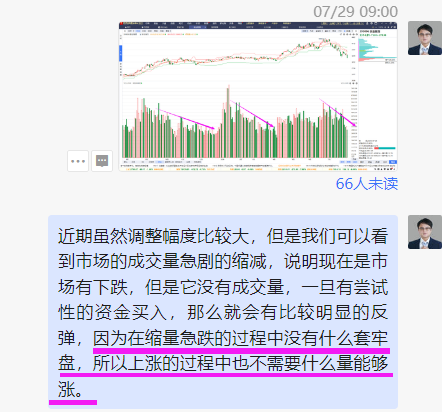 07/29 09:00
66人未读
近期虽然调整幅度比较大，但是我们可以看
到市场的成交量急剧的缩减，说明现在是市
场有下跌，但是它没有成交量，一旦有尝试
性的资金买入，那么就会有比较明显的反
弹，因为在缩量急跌的过程中没有什么套牢
盘，所以上涨的过程中也不需要什么量能够
涨。